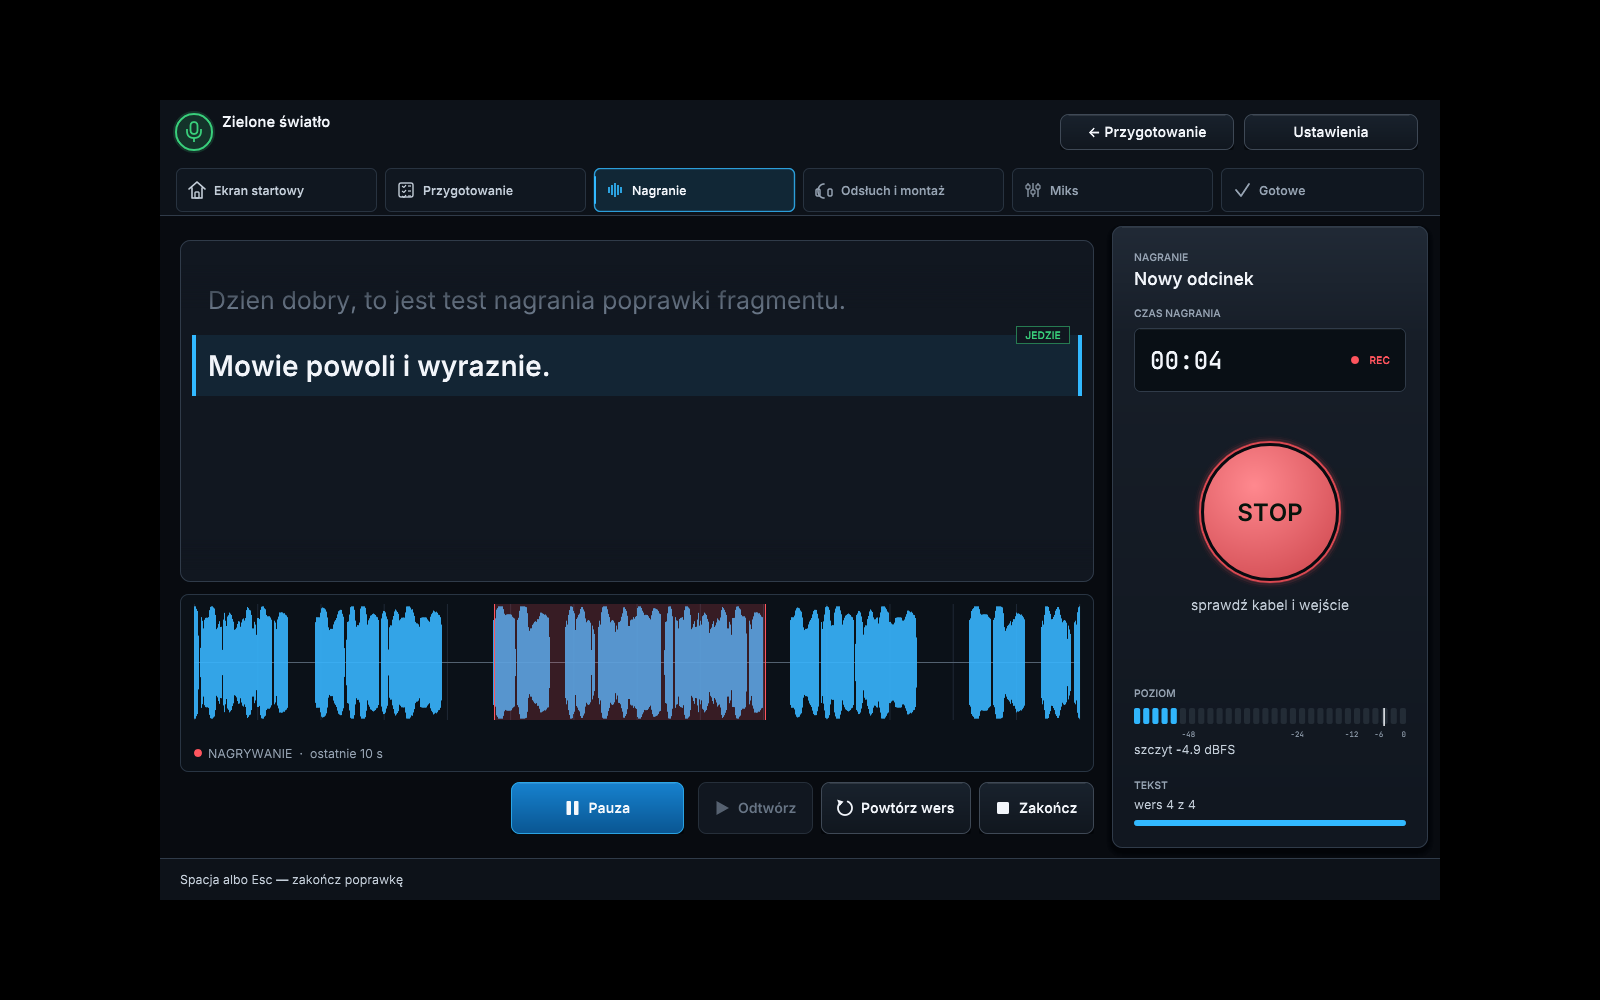 Zielone światło
← Przygotowanie
Ustawienia
Ekran startowy
Przygotowanie
Nagranie
Odsłuch i montaż
Miks
Gotowe
Dzien dobry, to jest test nagrania poprawki fragmentu.
JEDZIE
Mowie powoli i wyraznie.
NAGRYWANIE · ostatnie 10 s
Pauza
Odtwórz
Powtórz wers
Zakończ
NAGRANIE
Nowy odcinek
CZAS NAGRANIA
00:04
REC
STOP
sprawdź kabel i wejście
POZIOM
-48 -24 -12 -6 0
szczyt -4.9 dBFS
TEKST
wers 4 z 4
Spacja albo Esc — zakończ poprawkę